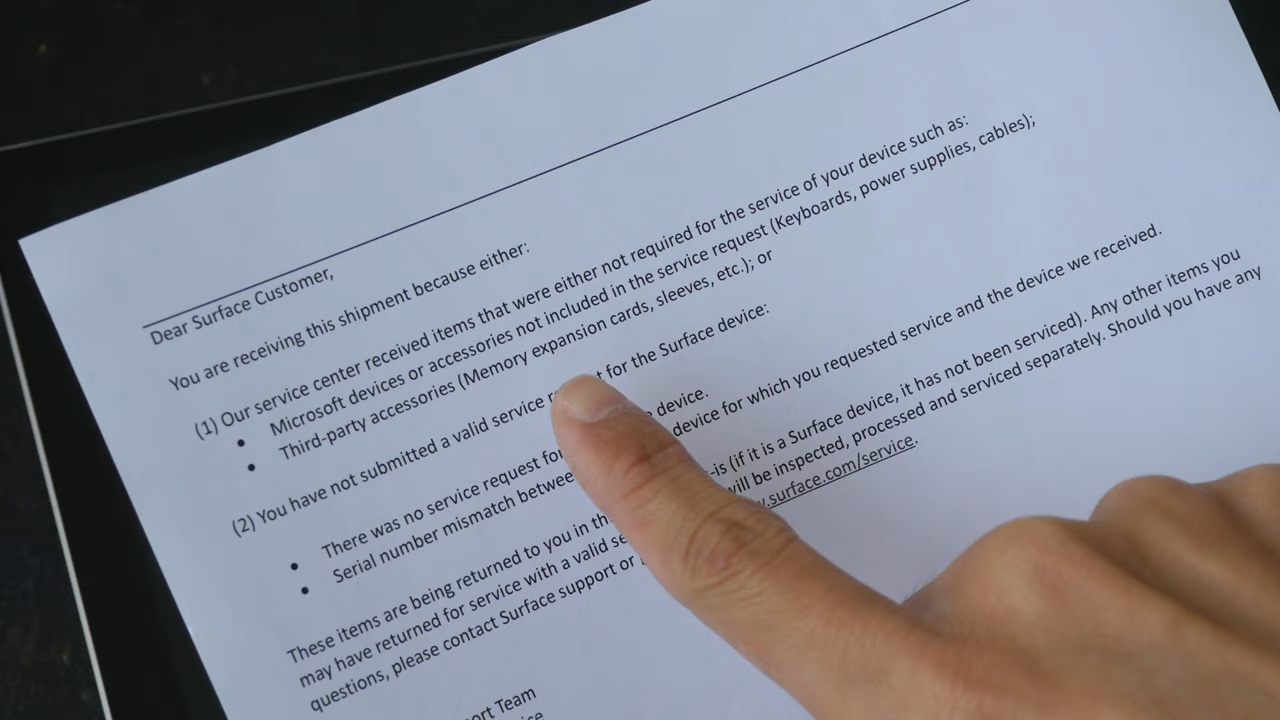 Dear Surface Customer,
You are receiving this shipment because either:
(1) Our service center received items that were either not required for the service of your device such as:
• Microsoft devices or accessories not included in the service request (Keyboards, power supplies, cables);
• Third-party accessories (Memory expansion cards, sleeves, etc.); or
(2) You have not submitted a valid service for the Surface device:
• There was no service request for device.
• Serial number mismatch between device for which you requested service and the device we received.
These items are being returned to you in -is (if it is a Surface device, it has not been serviced). Any other items you
may have returned for service with a valid will be inspected, processed and serviced separately. Should you have any
questions, please contact Surface support or .surface.com/service.
Team